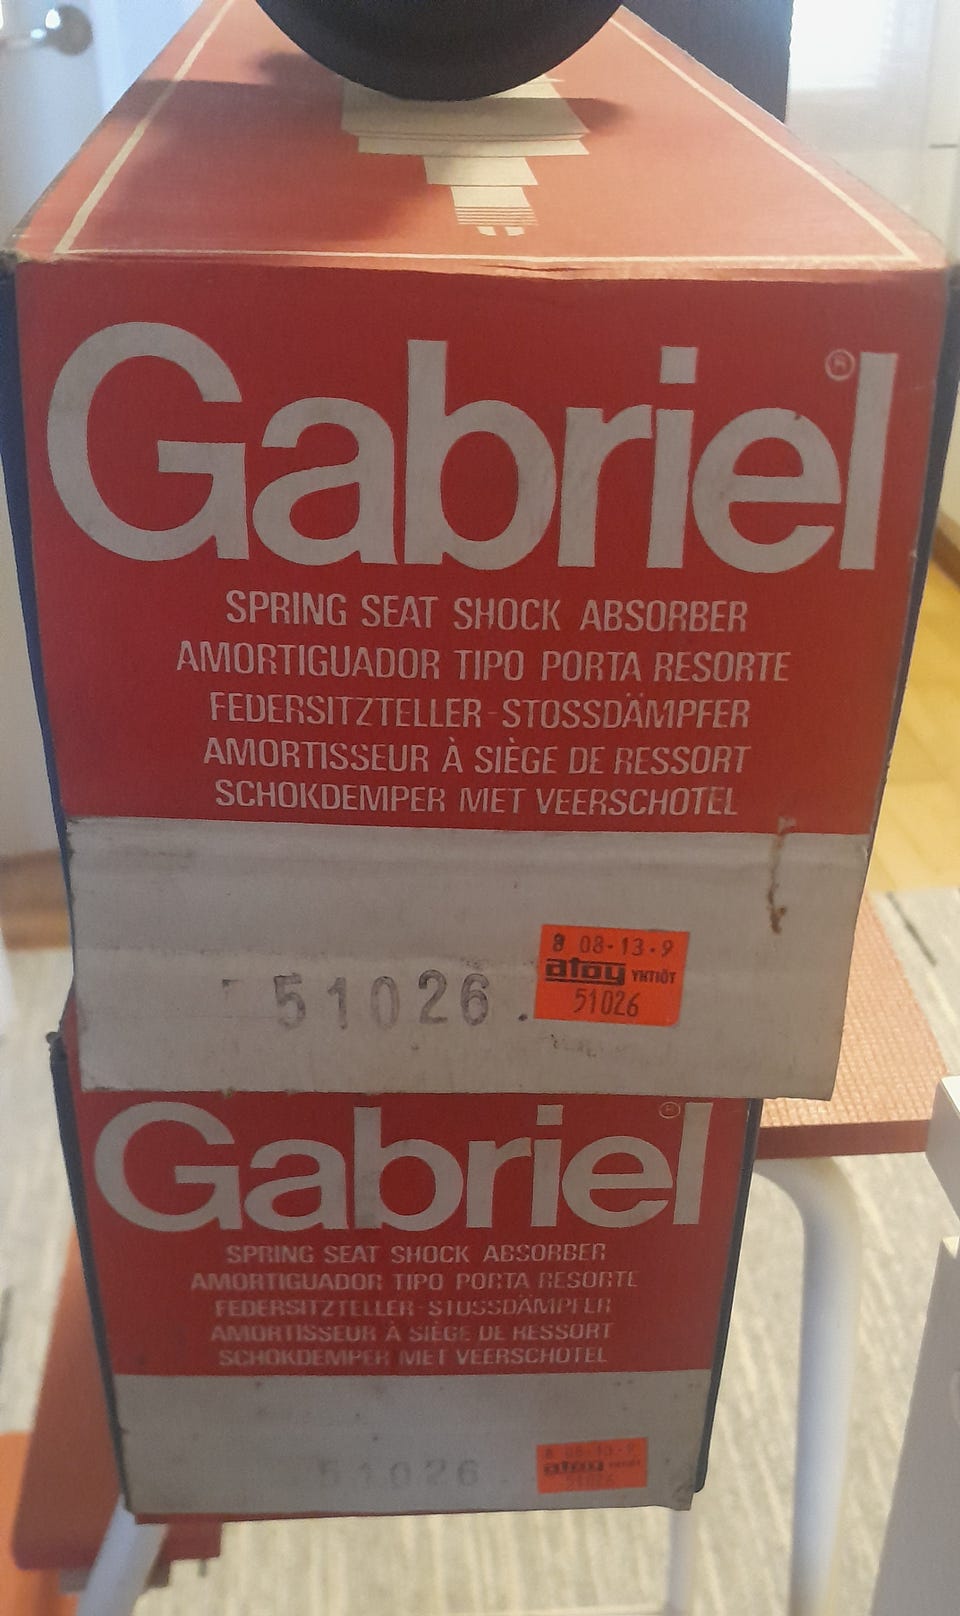 Gabriel®
SPRING SEAT SHOCK ABSORBER
AMORTIGUADOR TIPO PORTA RESORTE
FEDERSITZTELLER-STOSSDÄMPFER
AMORTISSEUR À SIÈGE DE RESSORT
SCHOKDEMPER MET VEERSCHOTEL
51026.
8 08-13-9
atoy YHTIÖT
51026
Gabriel®
SPRING SEAT SHOCK ABSORBER
AMORTIGUADOR TIPO PORTA RESORTE
FEDERSITZTELLER-STOSSDÄMPFER
AMORTISSEUR À SIÈGE DE RESSORT
SCHOKDEMPER MET VEERSCHOTEL
51026
atoy
51026